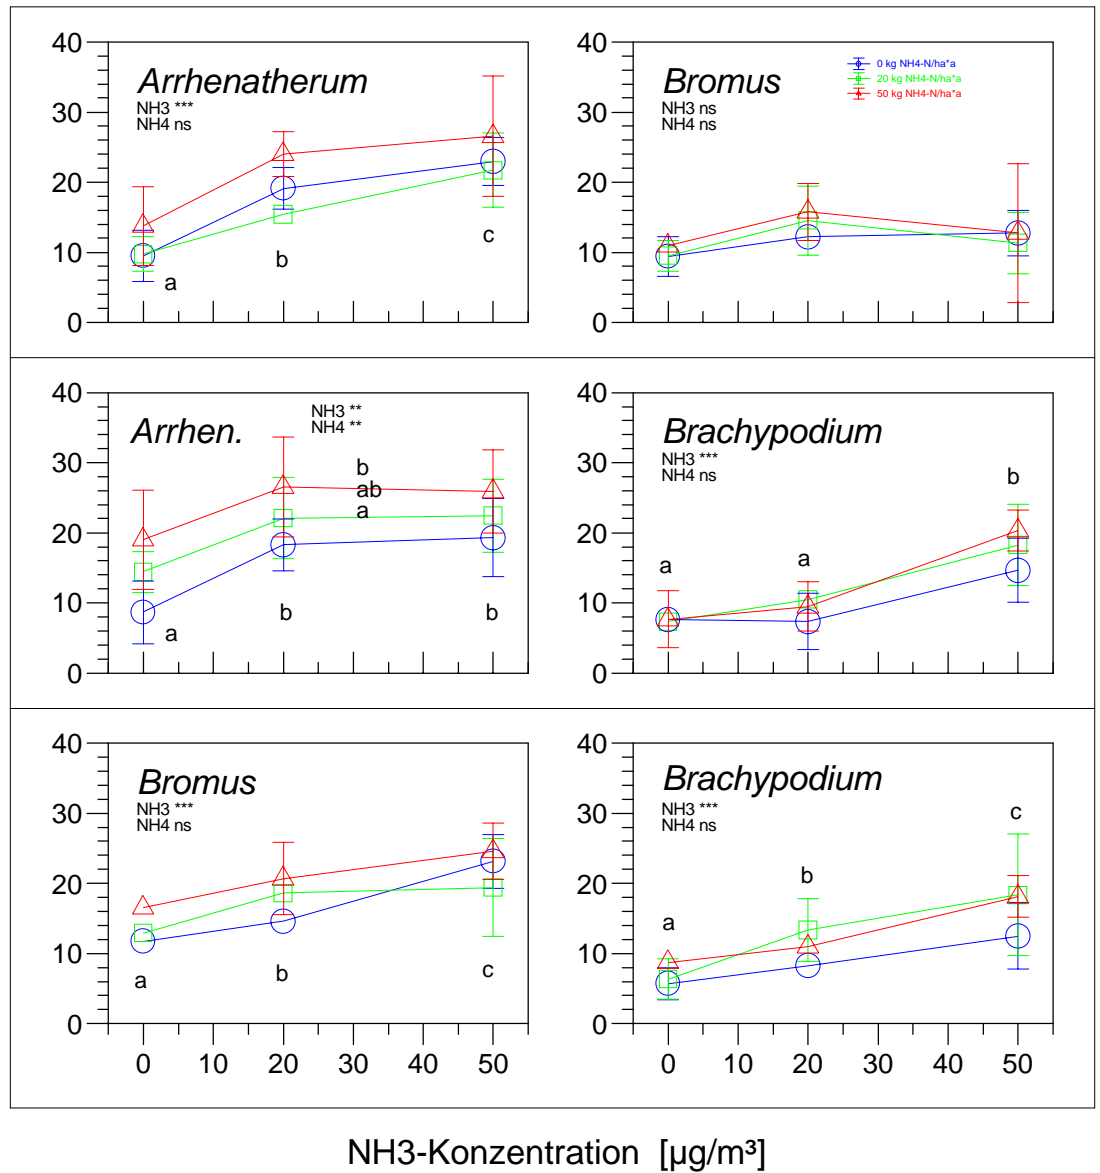 40
30
20
10
0
Arrhenatherum
NH3 ***
NH4 ns
a
b
c
40
30
20
10
0
Bromus
NH3 ns
NH4 ns
0 kg NH4-N/ha*a
20 kg NH4-N/ha*a
50 kg NH4-N/ha*a
40
30
20
10
0
Arrhen.
NH3 **
NH4 **
b
ab
a
a
b
b
40
30
20
10
0
Brachypodium
NH3 ***
NH4 ns
a
a
b
40
30
20
10
0
Bromus
NH3 ***
NH4 ns
a
b
c
0 10 20 30 40 50
40
30
20
10
0
Brachypodium
NH3 ***
NH4 ns
a
b
c
0 10 20 30 40 50
NH3-Konzentration [µg/m³]